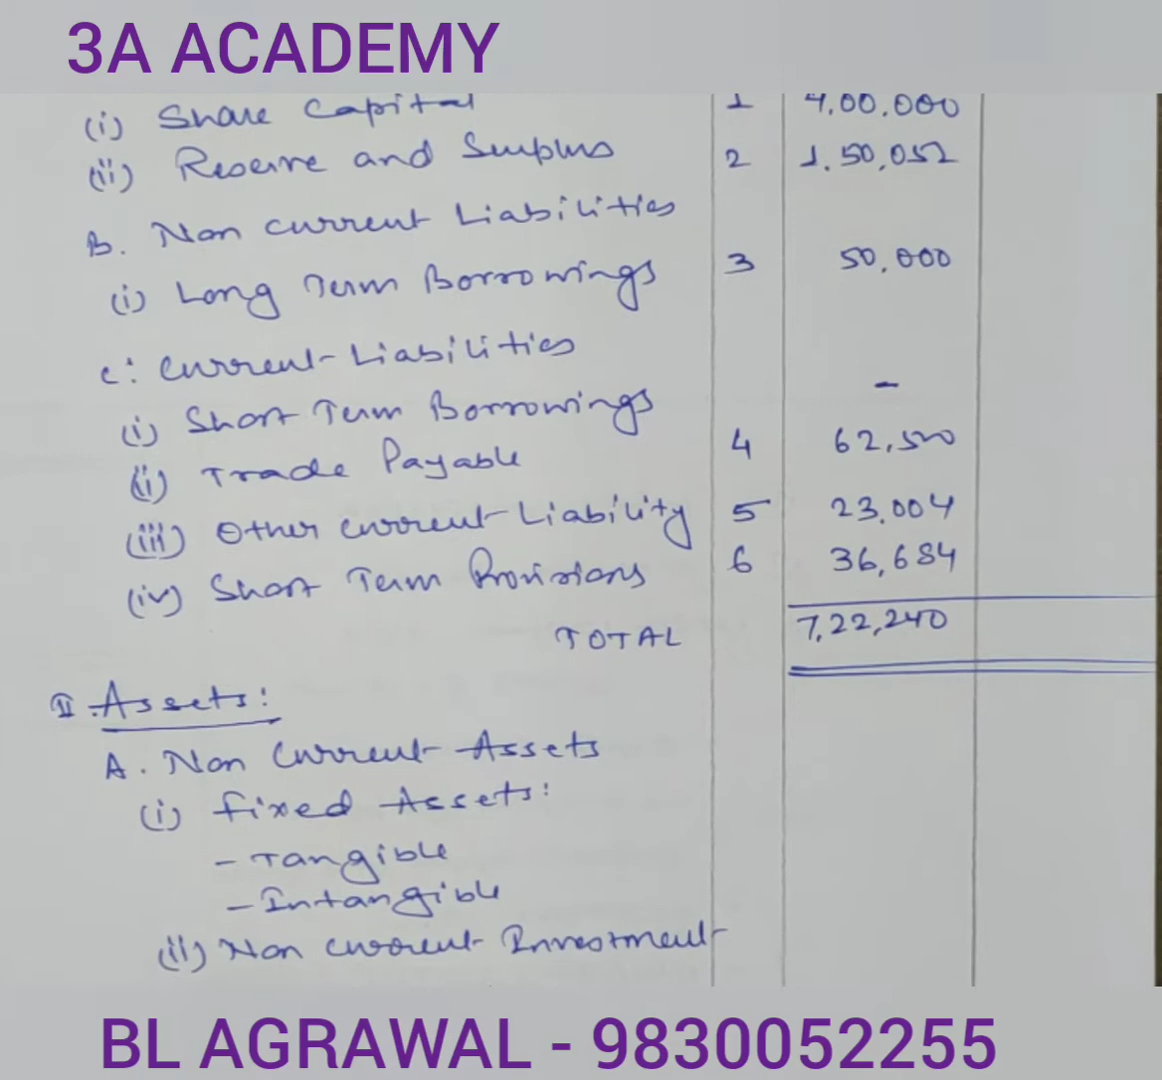 3A ACADEMY
(i) Share Capital 1 4,00,000
(ii) Reserve and Surplus 2 1,50,052
B. Non current Liabilities
(i) Long Term Borrowings 3 50,000
C: Current Liabilities
(i) Short Term Borrowings -
(ii) Trade Payable 4 62,500
(iii) Other current Liability 5 23,004
(iv) Short Term Provisions 6 36,684
TOTAL 7,22,240
II. Assets:
A. Non Current Assets
(i) Fixed Assets:
- Tangible
- Intangible
(ii) Non current Investment
BL AGRAWAL - 9830052255